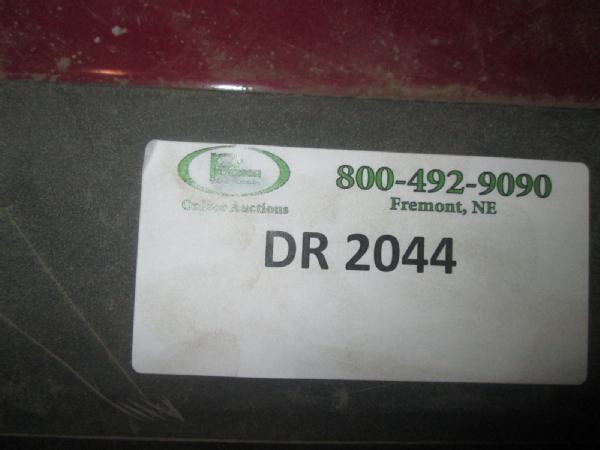 800-492-9090
Fremont, NE
Online Auctions
DR 2044